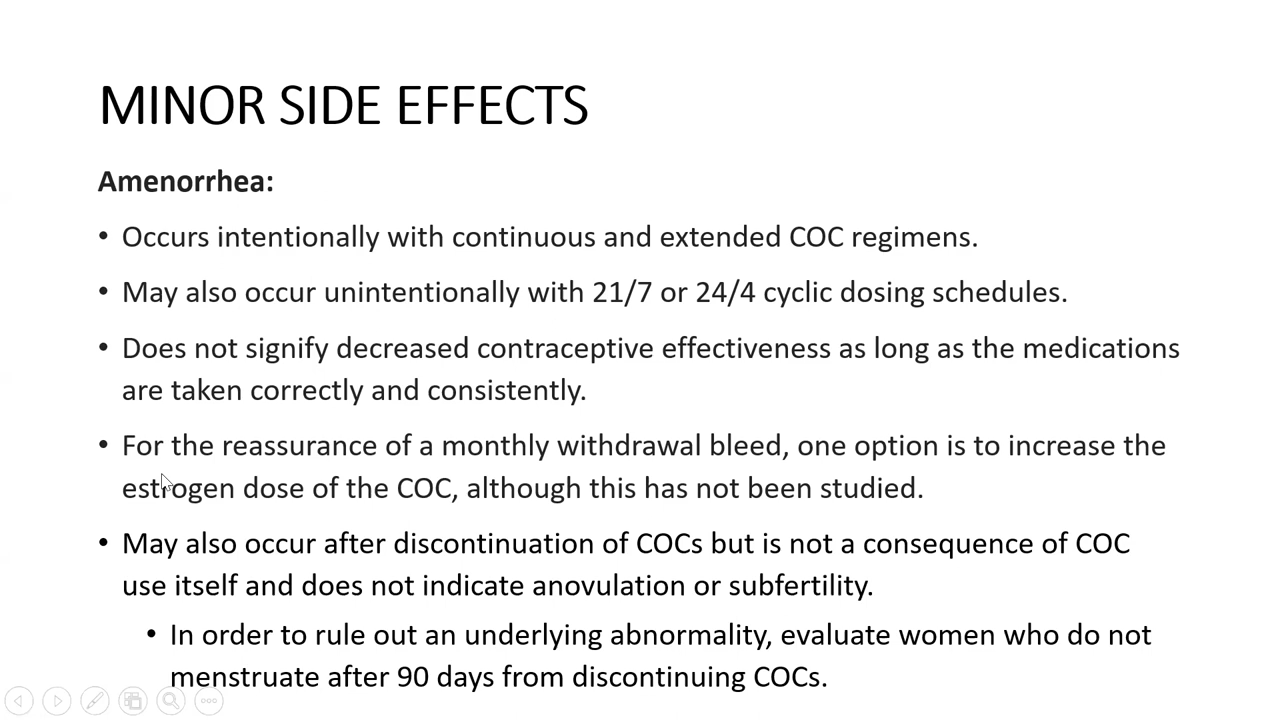 MINOR SIDE EFFECTS
Amenorrhea:
• Occurs intentionally with continuous and extended COC regimens.
• May also occur unintentionally with 21/7 or 24/4 cyclic dosing schedules.
• Does not signify decreased contraceptive effectiveness as long as the medications
are taken correctly and consistently.
• For the reassurance of a monthly withdrawal bleed, one option is to increase the
estrogen dose of the COC, although this has not been studied.
• May also occur after discontinuation of COCs but is not a consequence of COC
use itself and does not indicate anovulation or subfertility.
• In order to rule out an underlying abnormality, evaluate women who do not
menstruate after 90 days from discontinuing COCs.